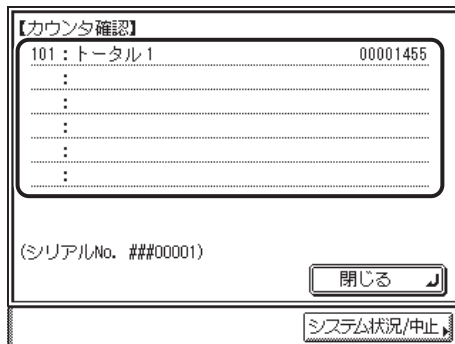 【カウンタ確認】
101:トータル1 00001455
:
:
:
:
:
(シリアルNo. ###00001)
閉じる
システム状況/中止